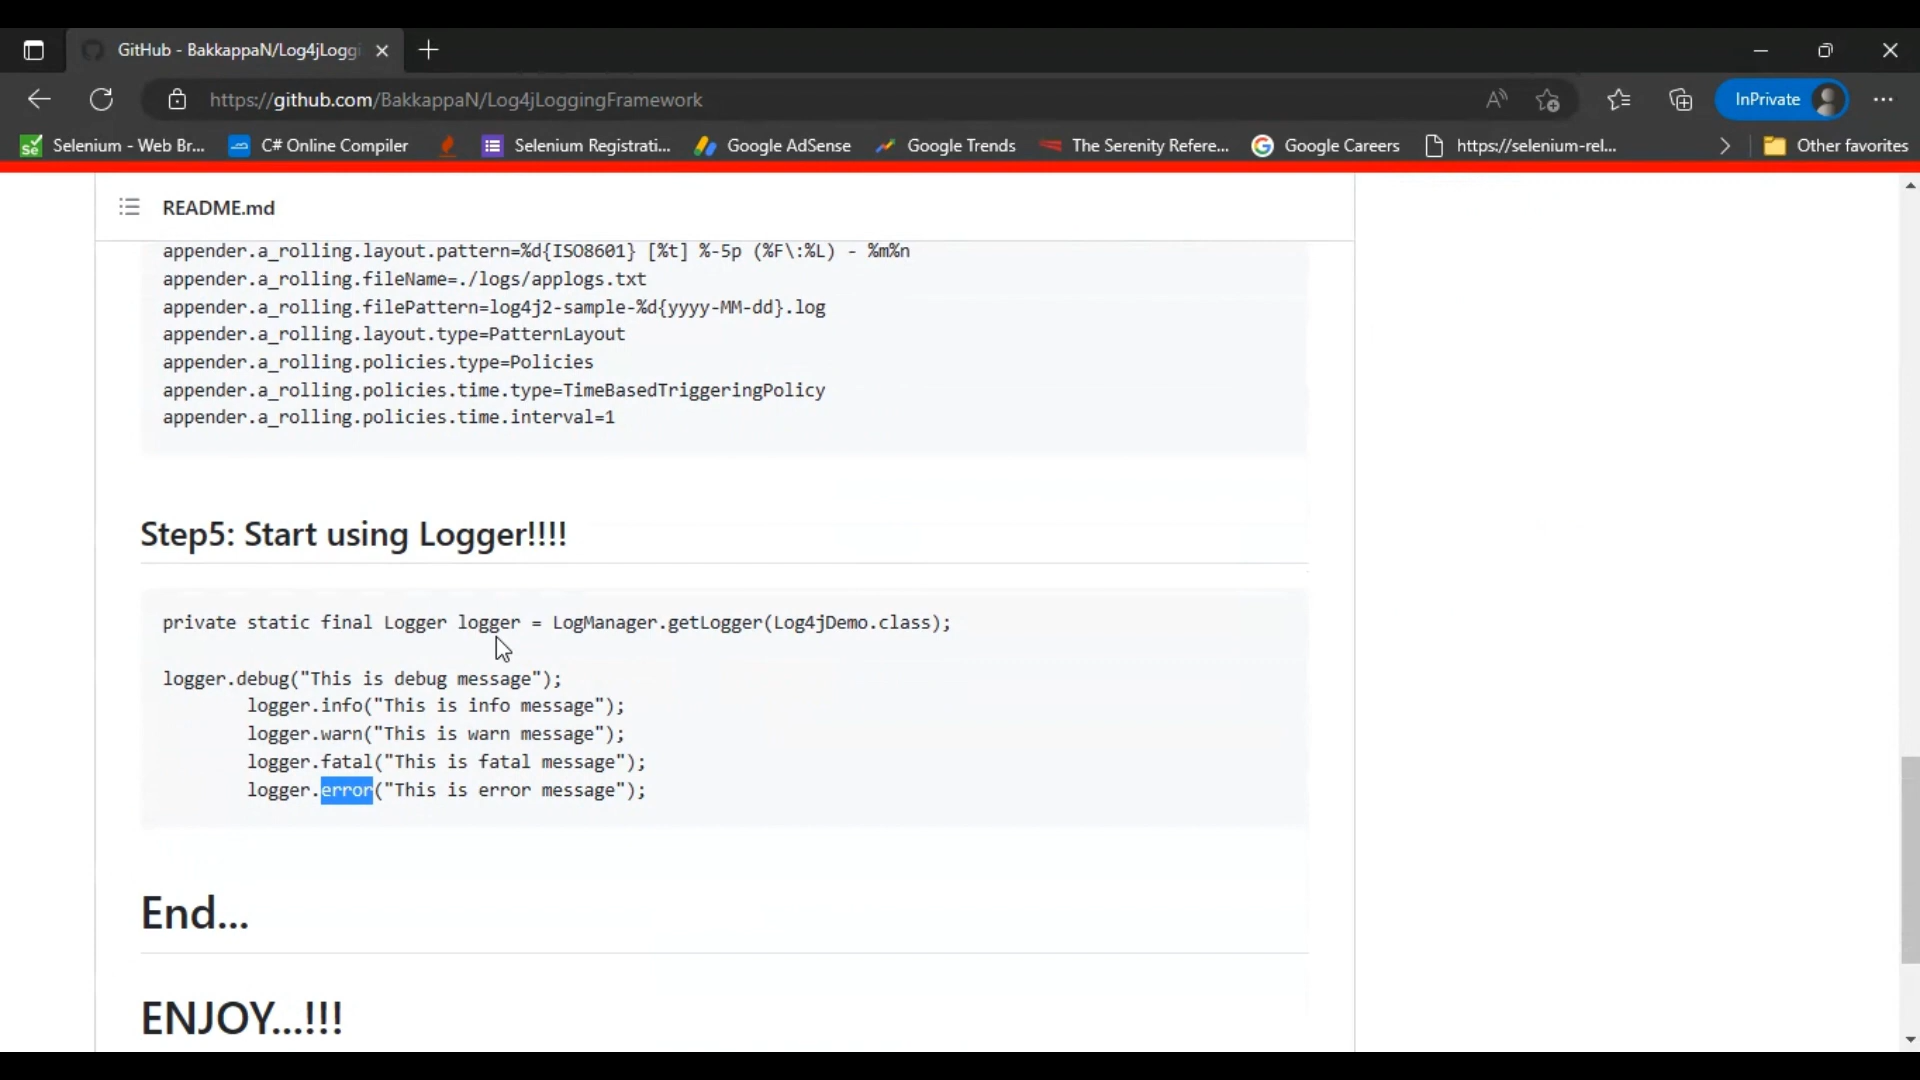 GitHub - BakkappaN/Log4jLoggi
https://github.com/BakkappaN/Log4jLoggingFramework
InPrivate
Selenium - Web Br...
C# Online Compiler
Selenium Registrati...
Google AdSense
Google Trends
The Serenity Refere...
Google Careers
https://selenium-rel...
Other favorites
README.md
appender.a_rolling.layout.pattern=%d{ISO8601} [%t] %-5p (%F\:%L) - %m%n
appender.a_rolling.fileName=./logs/applogs.txt
appender.a_rolling.filePattern=log4j2-sample-%d{yyyy-MM-dd}.log
appender.a_rolling.layout.type=PatternLayout
appender.a_rolling.policies.type=Policies
appender.a_rolling.policies.time.type=TimeBasedTriggeringPolicy
appender.a_rolling.policies.time.interval=1
Step5: Start using Logger!!!!
private static final Logger logger = LogManager.getLogger(Log4jDemo.class);
logger.debug("This is debug message");
logger.info("This is info message");
logger.warn("This is warn message");
logger.fatal("This is fatal message");
logger.error("This is error message");
End...
ENJOY...!!!